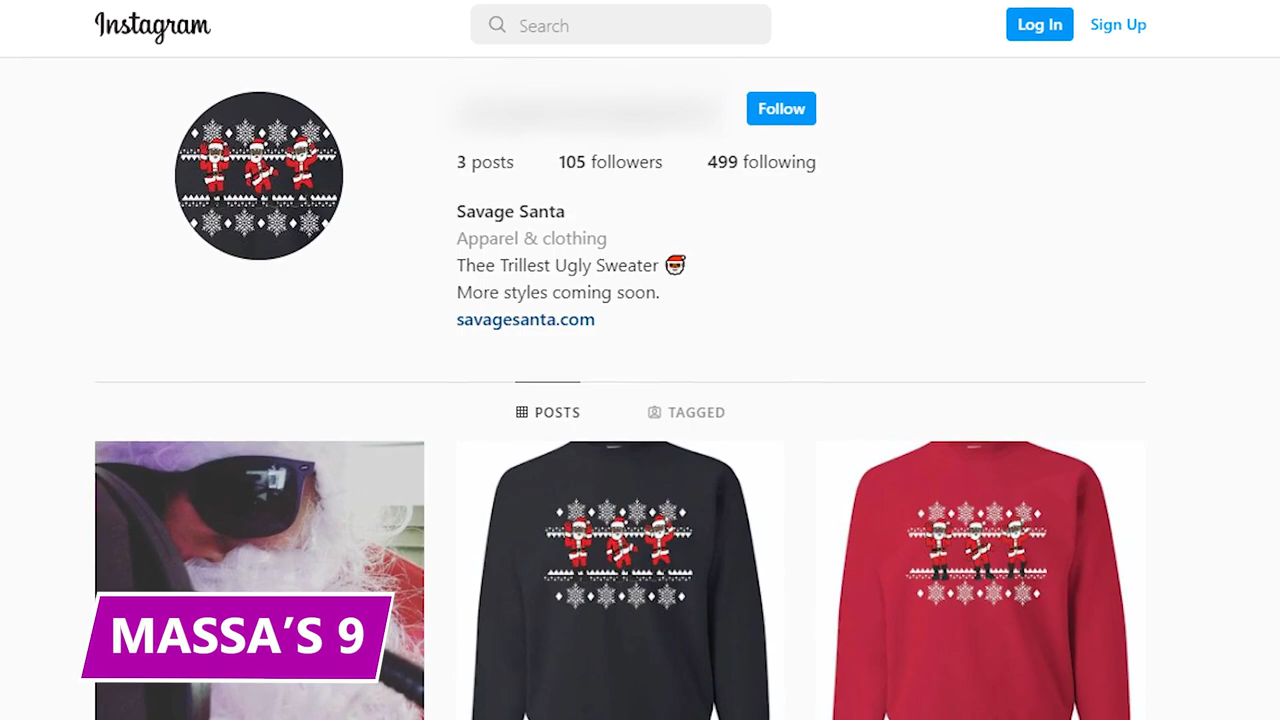 Instagram
Search
Log In
Sign Up
Follow
3 posts
105 followers
499 following
Savage Santa
Apparel & clothing
Thee Trillest Ugly Sweater
More styles coming soon.
savagesanta.com
POSTS
TAGGED
MASSA’S 9